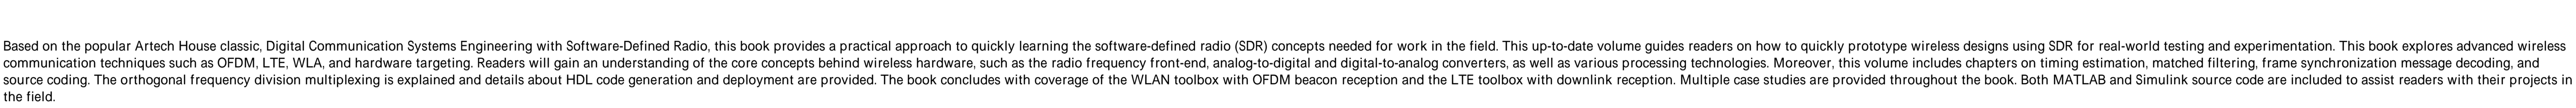 Based on the popular Artech House classic, Digital Communication Systems Engineering with Software-Defined Radio, this book provides a practical approach to quickly learning the software-defined radio (SDR) concepts needed for work in the field. This up-to-date volume guides readers on how to quickly prototype wireless designs using SDR for real-world testing and experimentation. This book explores advanced wireless
communication techniques such as OFDM, LTE, WLA, and hardware targeting. Readers will gain an understanding of the core concepts behind wireless hardware, such as the radio frequency front-end, analog-to-digital and digital-to-analog converters, as well as various processing technologies. Moreover, this volume includes chapters on timing estimation, matched filtering, frame synchronization message decoding, and
source coding. The orthogonal frequency division multiplexing is explained and details about HDL code generation and deployment are provided. The book concludes with coverage of the WLAN toolbox with OFDM beacon reception and the LTE toolbox with downlink reception. Multiple case studies are provided throughout the book. Both MATLAB and Simulink source code are included to assist readers with their projects in
the field.